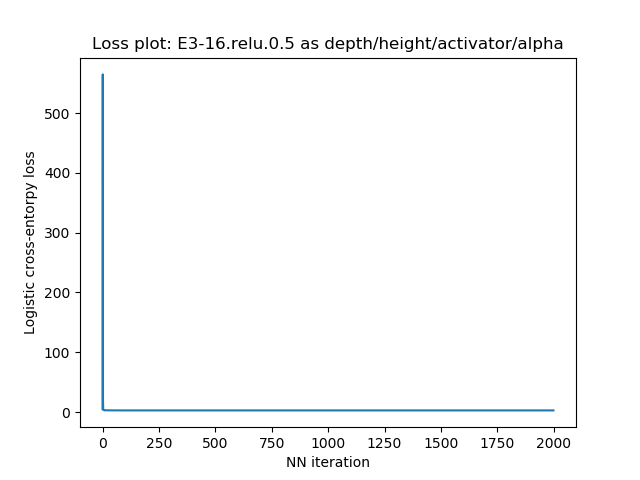 Loss plot: E3-16.relu.0.5 as depth/height/activator/alpha
500
400
300
200
100
0
Logistic cross-entorpy loss
0 250 500 750 1000 1250 1500 1750 2000
NN iteration